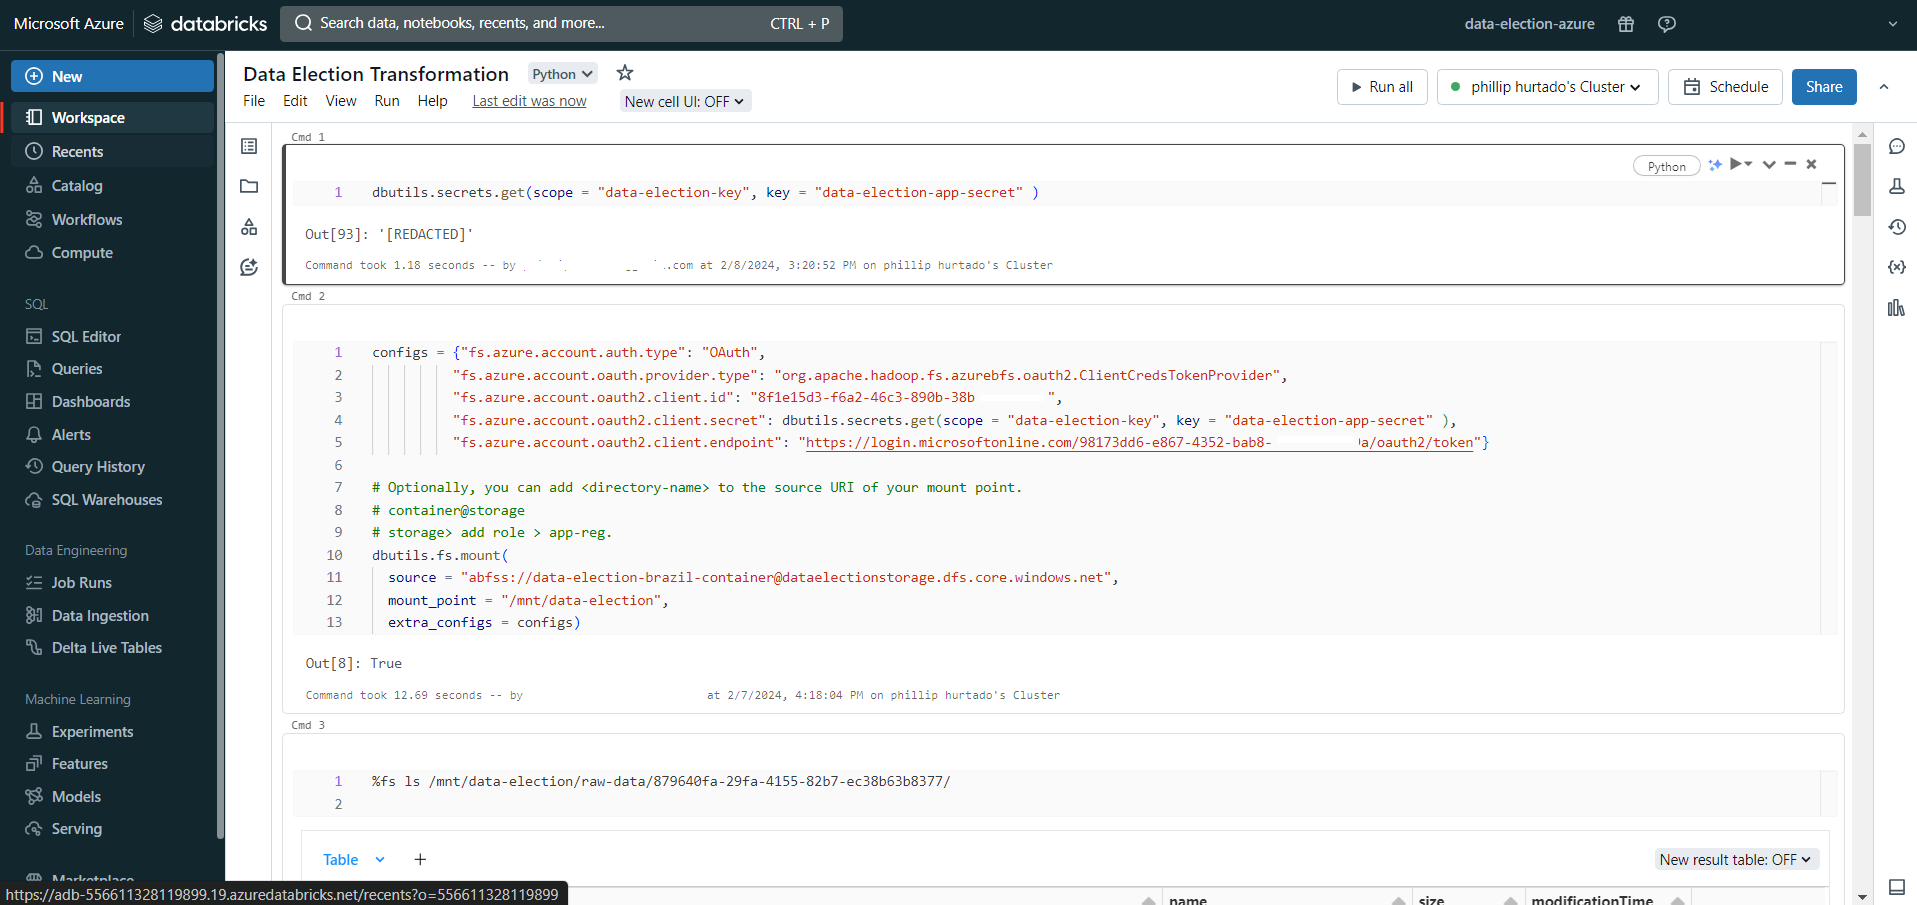 Microsoft Azure databricks Search data, notebooks, recents, and more... CTRL + P data-election-azure
New
Workspace
Recents
Catalog
Workflows
Compute
SQL
SQL Editor
Queries
Dashboards
Alerts
Query History
SQL Warehouses
Data Engineering
Job Runs
Data Ingestion
Delta Live Tables
Machine Learning
Experiments
Features
Models
Serving
Marketplace
https://adb-556611328119899.19.azuredatabricks.net/recents?o=556611328119899
Data Election Transformation Python
File Edit View Run Help Last edit was now New cell UI: OFF
Run all phillip hurtado's Cluster Schedule Share
Cmd 1
Python
1 dbutils.secrets.get(scope = "data-election-key", key = "data-election-app-secret" )
Out[93]: '[REDACTED]'
Command took 1.18 seconds -- by .com at 2/8/2024, 3:20:52 PM on phillip hurtado's Cluster
Cmd 2
1 configs = {"fs.azure.account.auth.type": "OAuth",
2 "fs.azure.account.oauth.provider.type": "org.apache.hadoop.fs.azurebfs.oauth2.ClientCredsTokenProvider",
3 "fs.azure.account.oauth2.client.id": "8f1e15d3-f6a2-46c3-890b-38b ",
4 "fs.azure.account.oauth2.client.secret": dbutils.secrets.get(scope = "data-election-key", key = "data-election-app-secret" ),
5 "fs.azure.account.oauth2.client.endpoint": "https://login.microsoftonline.com/98173dd6-e867-4352-bab8- a/oauth2/token"}
6
7 # Optionally, you can add <directory-name> to the source URI of your mount point.
8 # container@storage
9 # storage> add role > app-reg.
10 dbutils.fs.mount(
11 source = "abfss://data-election-brazil-container@dataelectionstorage.dfs.core.windows.net",
12 mount_point = "/mnt/data-election",
13 extra_configs = configs)
Out[8]: True
Command took 12.69 seconds -- by at 2/7/2024, 4:18:04 PM on phillip hurtado's Cluster
Cmd 3
1 %fs ls /mnt/data-election/raw-data/879640fa-29fa-4155-82b7-ec38b63b8377/
2
Table + New result table: OFF
name size modificationTime